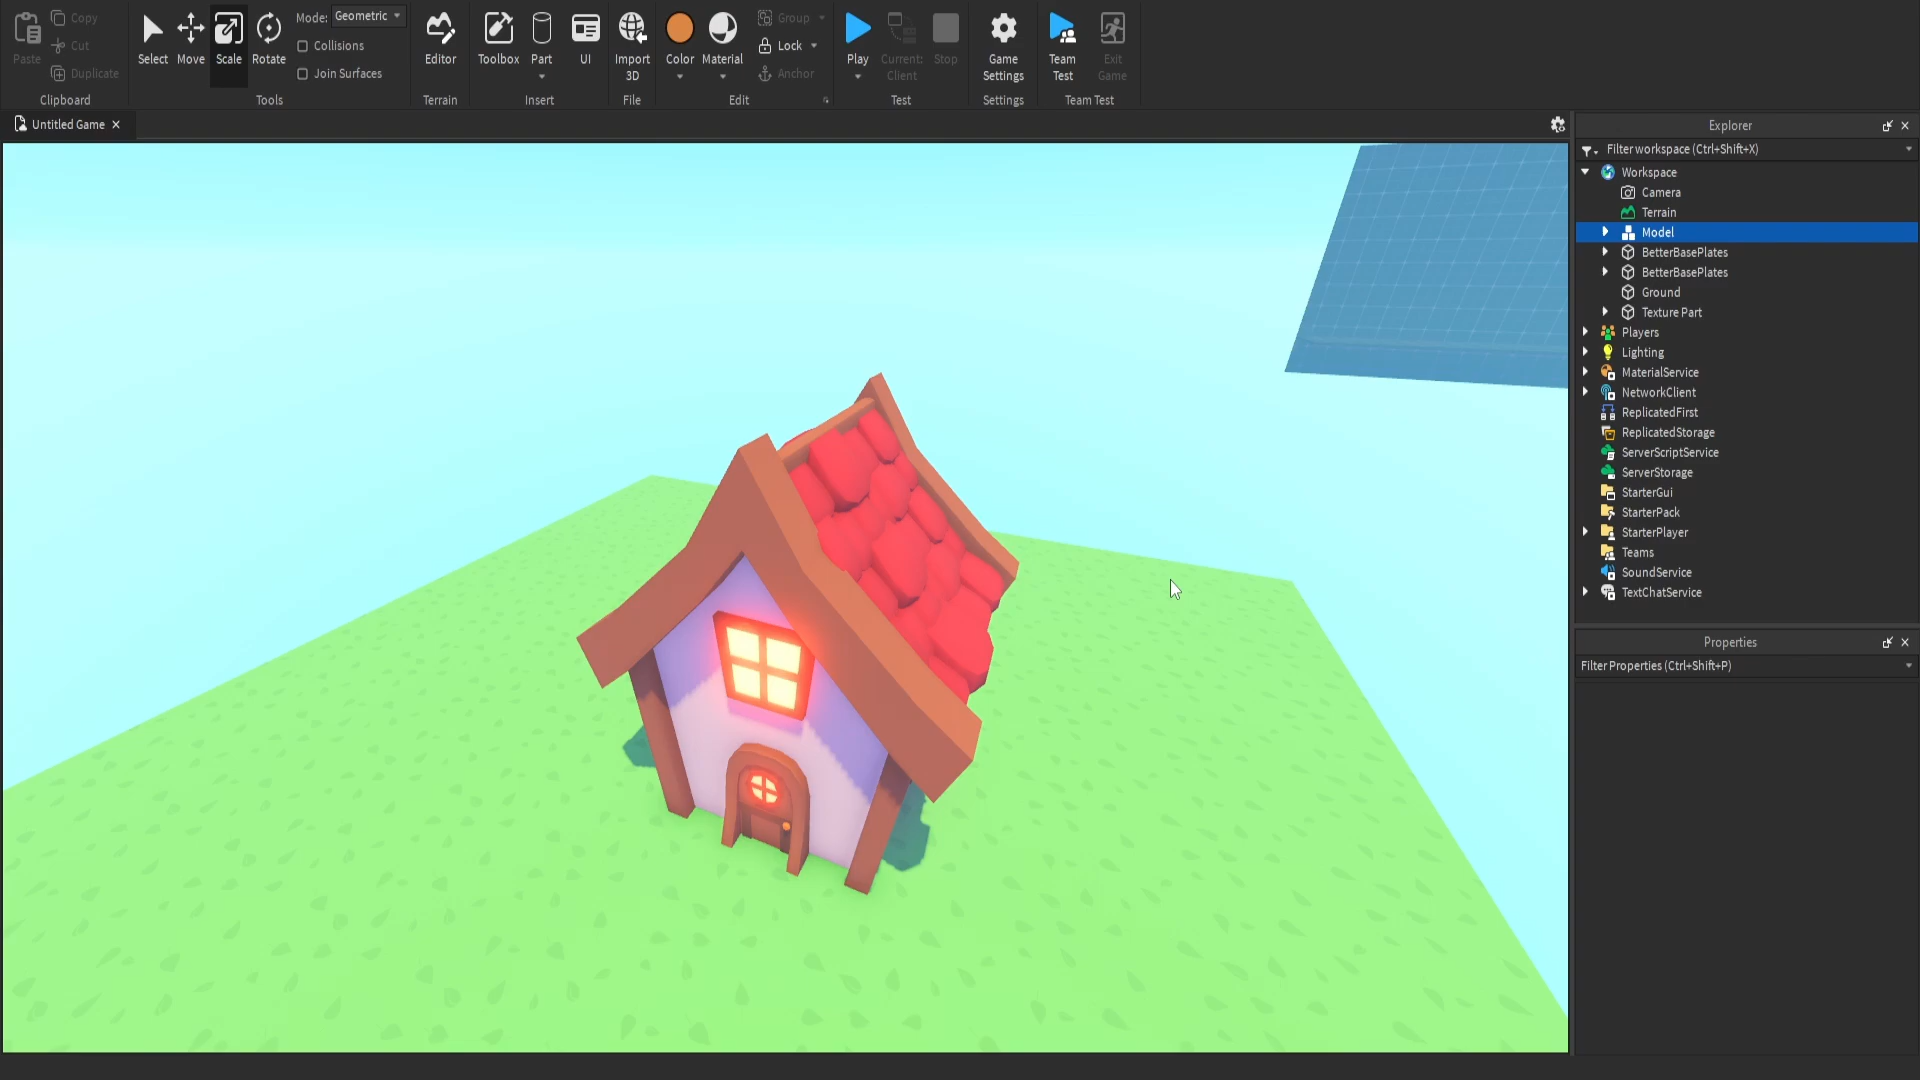 Paste
Copy
Cut
Duplicate
Clipboard
Select
Move
Scale
Rotate
Mode: Geometric
Collisions
Join Surfaces
Tools
Editor
Terrain
Toolbox
Part
UI
Insert
Import
3D
File
Color
Material
Group
Lock
Anchor
Edit
Play
Current:
Client
Stop
Test
Game
Settings
Settings
Team
Test
Exit
Game
Team Test
Untitled Game
Explorer
Filter workspace (Ctrl+Shift+X)
Workspace
Camera
Terrain
Model
BetterBasePlates
BetterBasePlates
Ground
Texture Part
Players
Lighting
MaterialService
NetworkClient
ReplicatedFirst
ReplicatedStorage
ServerScriptService
ServerStorage
StarterGui
StarterPack
StarterPlayer
Teams
SoundService
TextChatService
Properties
Filter Properties (Ctrl+Shift+P)